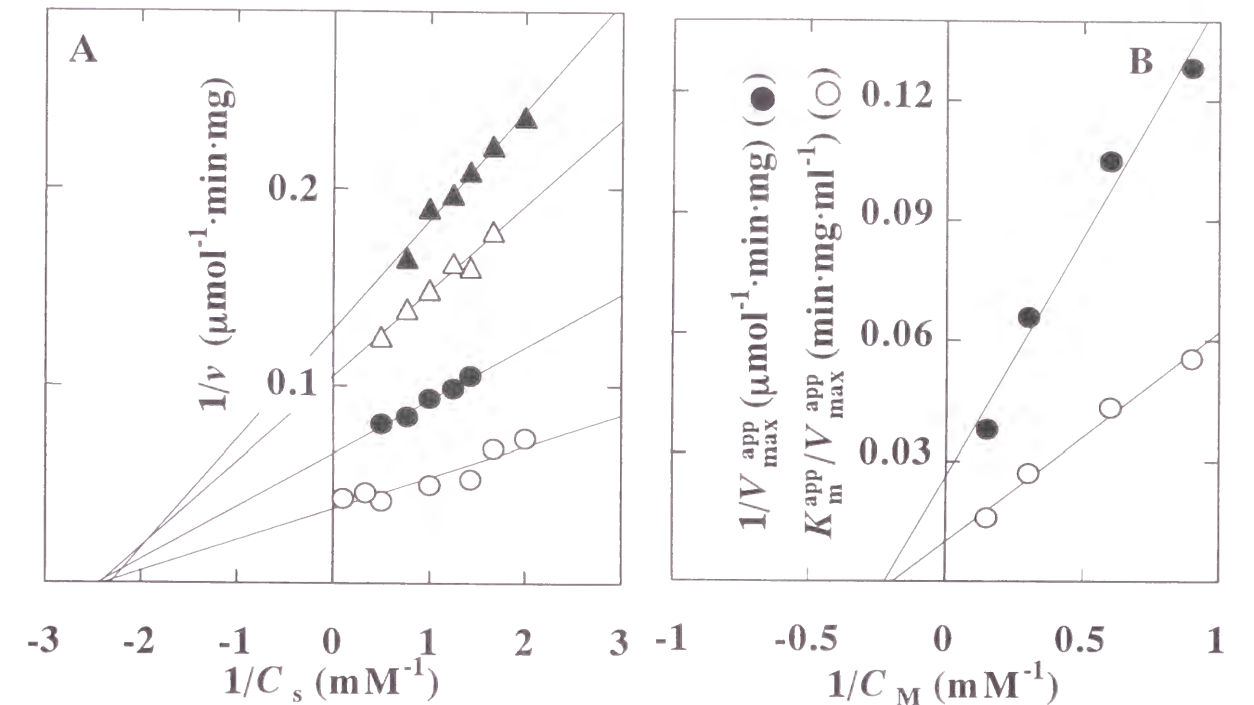 A
1/v (μmol⁻¹·min·mg)
0.2
0.1
-3 -2 -1 0 1 2 3
1/C s (mM⁻¹)
B
1/V app max (μmol⁻¹·min·mg) (●)
K app m /V app max (min·mg·ml⁻¹) (○)
0.12
0.09
0.06
0.03
-1 -0.5 0 0.5 1
1/C M (mM⁻¹)